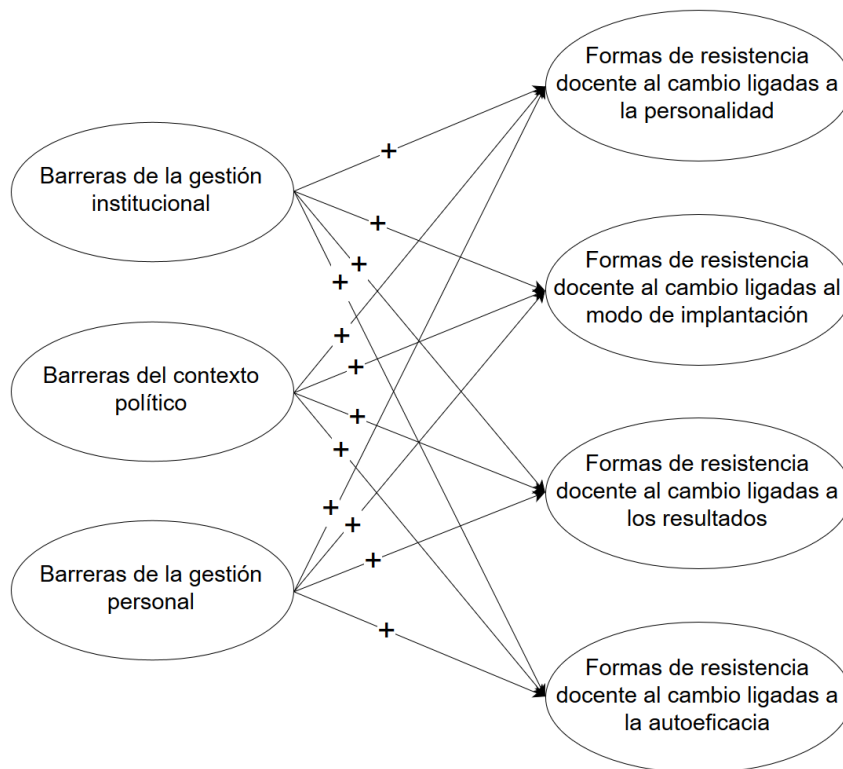 Barreras de la gestión
institucional
Barreras del contexto
político
Barreras de la gestión
personal
Formas de resistencia
docente al cambio ligadas a
la personalidad
Formas de resistencia
docente al cambio ligadas al
modo de implantación
Formas de resistencia
docente al cambio ligadas a
los resultados
Formas de resistencia
docente al cambio ligadas a
la autoeficacia
+
+
+
+
+
+
+
+
+
+
+
+